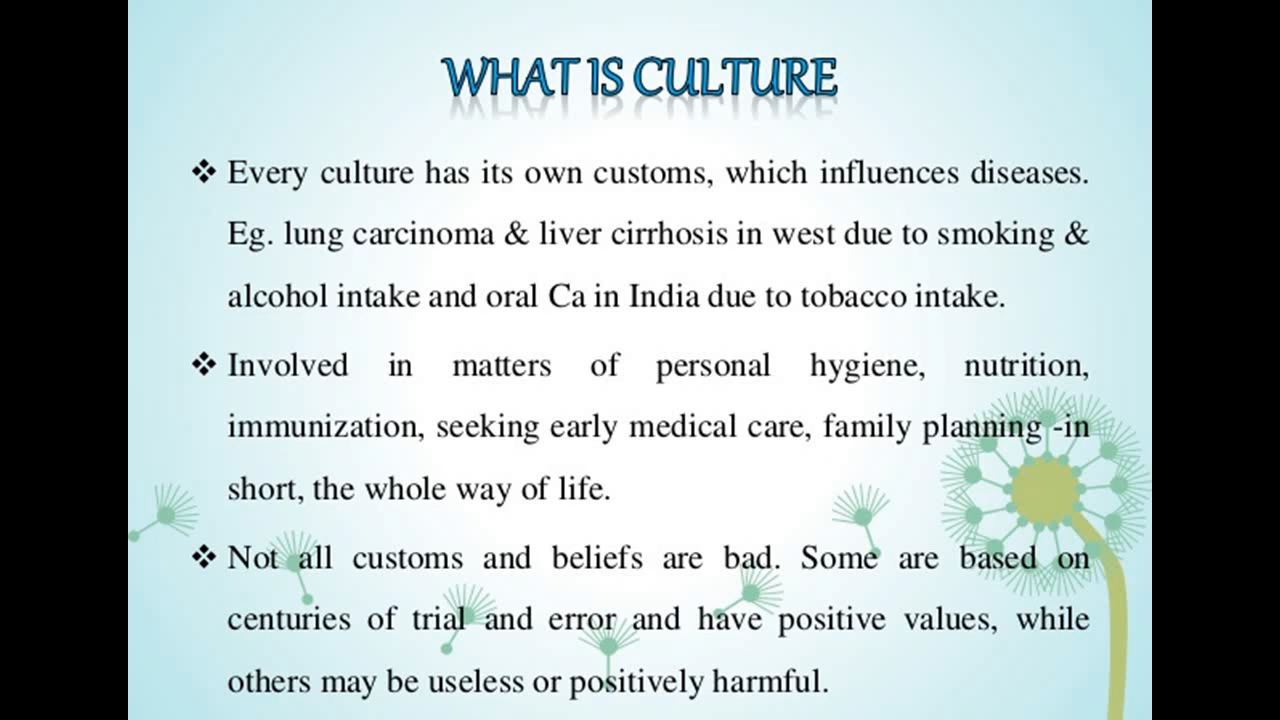 WHAT IS CULTURE
❖ Every culture has its own customs, which influences diseases.
Eg. lung carcinoma & liver cirrhosis in west due to smoking &
alcohol intake and oral Ca in India due to tobacco intake.
❖ Involved in matters of personal hygiene, nutrition,
immunization, seeking early medical care, family planning -in
short, the whole way of life.
❖ Not all customs and beliefs are bad. Some are based on
centuries of trial and error and have positive values, while
others may be useless or positively harmful.